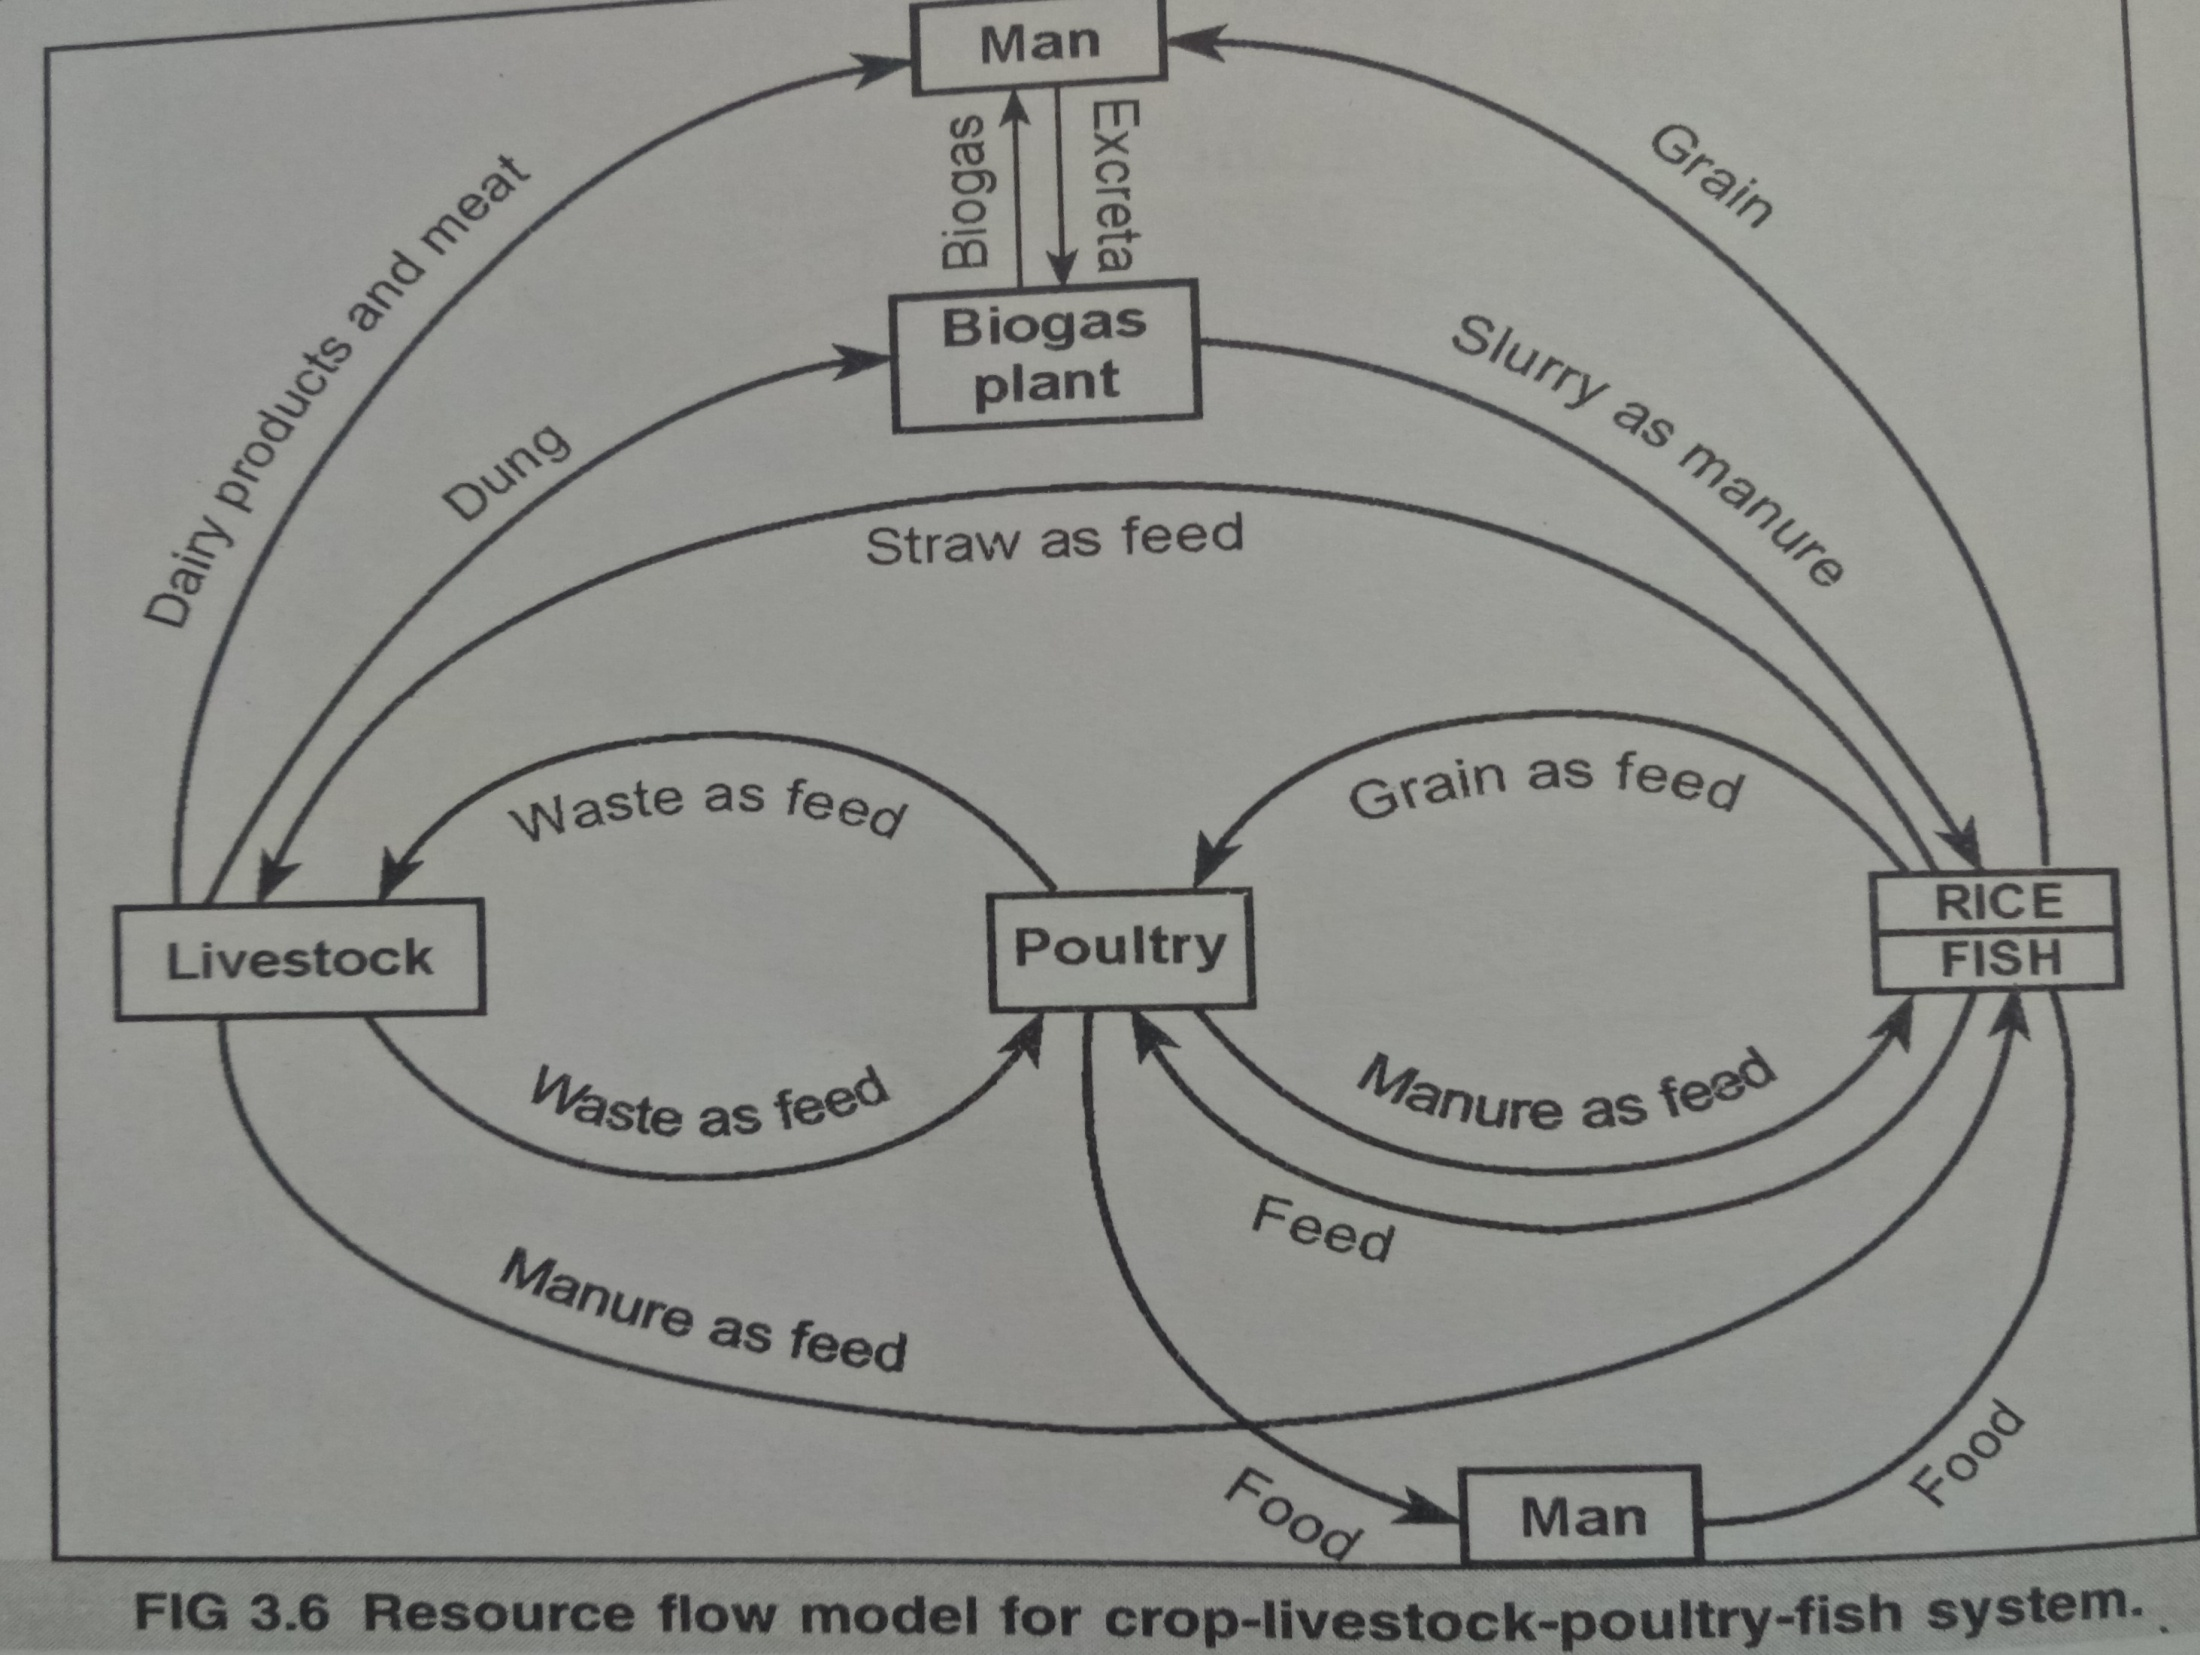 Man
Grain
Biogas
Excreta
Dairy products and meat
Biogas
plant
Slurry as manure
Dung
Straw as feed
Waste as feed
Grain as feed
Livestock
Poultry
RICE
FISH
Waste as feed
Manure as feed
Feed
Manure as feed
Food
Man
Food
FIG 3.6 Resource flow model for crop-livestock-poultry-fish system.